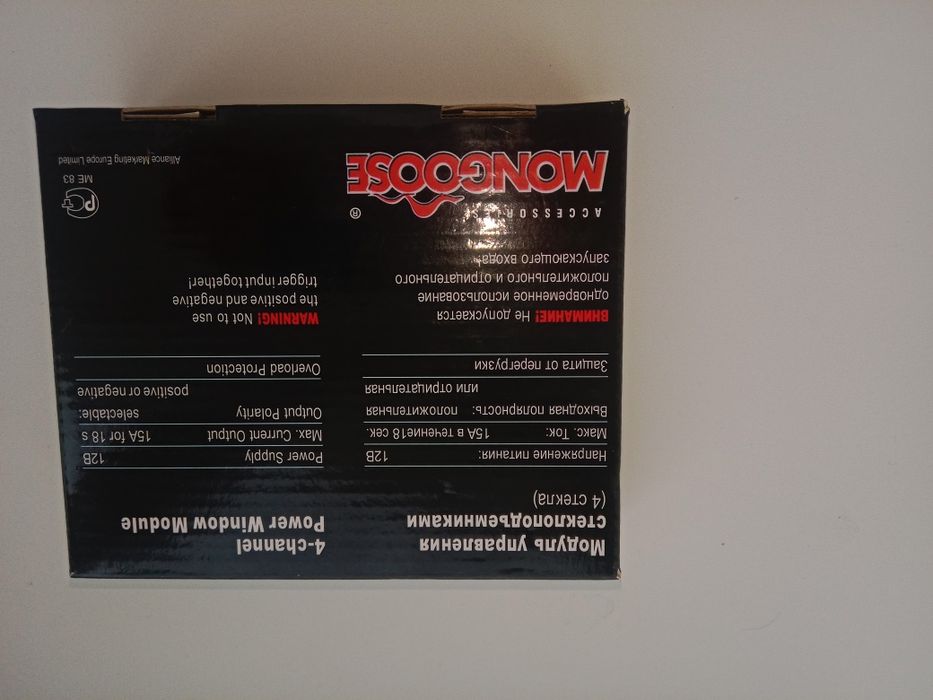 Модуль управления
стеклоподъемниками
(4 стекла)
Напряжение питания: 12В
Макс. Ток: 15А в течение18 сек.
Выходная полярность: положительная
или отрицательная
Защита от перегрузки
ВНИМАНИЕ! Не допускается
одновременное использование
положительного и отрицательного
запускающего входа!
4-channel
Power Window Module
Power Supply 12В
Max. Current Output 15A for 18 s
Output Polarity selectable:
positive or negative
Overload Protection
WARNING! Not to use
the positive and negative
trigger input together!
ACCESSORIES
MONGOOSE ®
РСТ
ME 83
Alliance Marketing Europe Limited